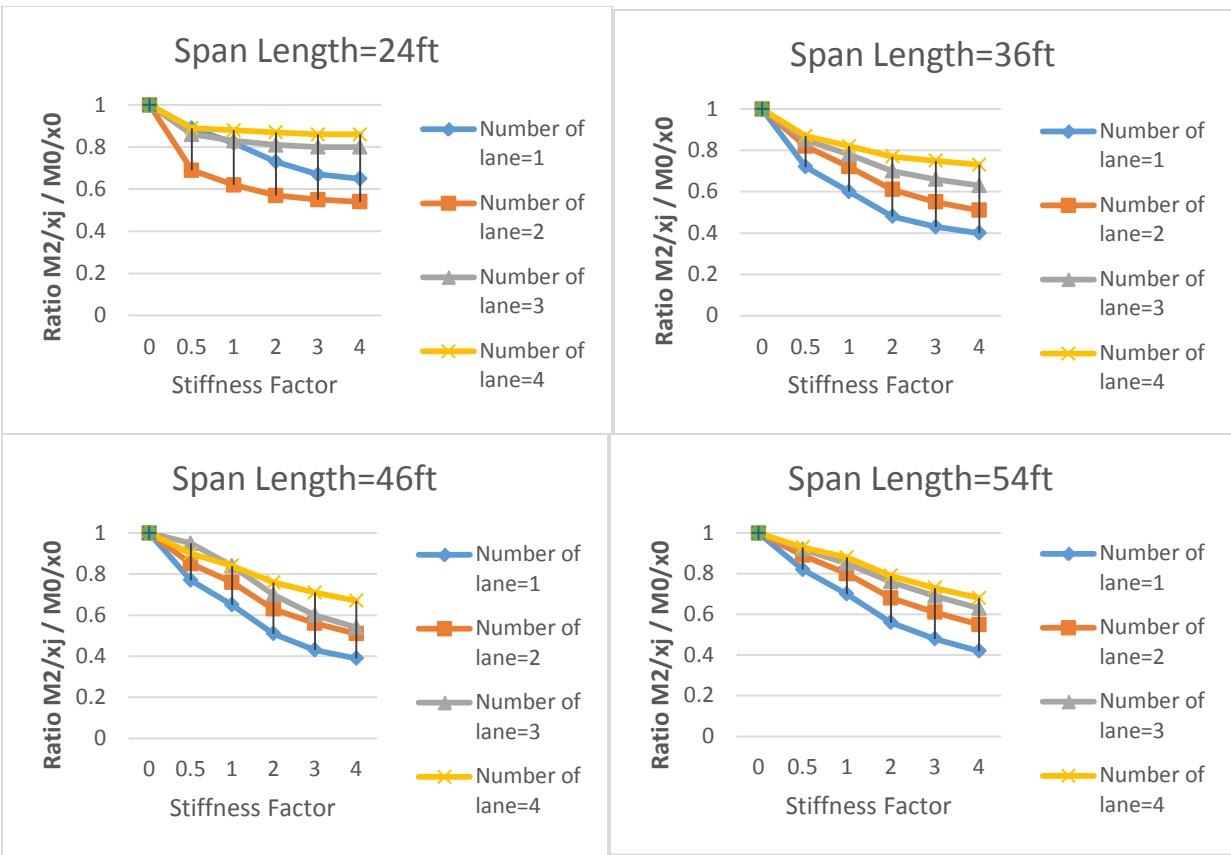 Span Length=24ft
Ratio M2/xj / M0/x0
1
0.8
0.6
0.4
0.2
0
0 0.5 1 2 3 4
Stiffness Factor
Number of
lane=1
Number of
lane=2
Number of
lane=3
Number of
lane=4
Span Length=36ft
Ratio M2/xj / M0/x0
1
0.8
0.6
0.4
0.2
0
0 0.5 1 2 3 4
Stiffness Factor
Number of
lane=1
Number of
lane=2
Number of
lane=3
Number of
lane=4
Span Length=46ft
Ratio M2/xj / M0/x0
1
0.8
0.6
0.4
0.2
0
0 0.5 1 2 3 4
Stiffness Factor
Number of
lane=1
Number of
lane=2
Number of
lane=3
Number of
lane=4
Span Length=54ft
Ratio M2/xj / M0/x0
1
0.8
0.6
0.4
0.2
0
0 0.5 1 2 3 4
Stiffness Factor
Number of
lane=1
Number of
lane=2
Number of
lane=3
Number of
lane=4